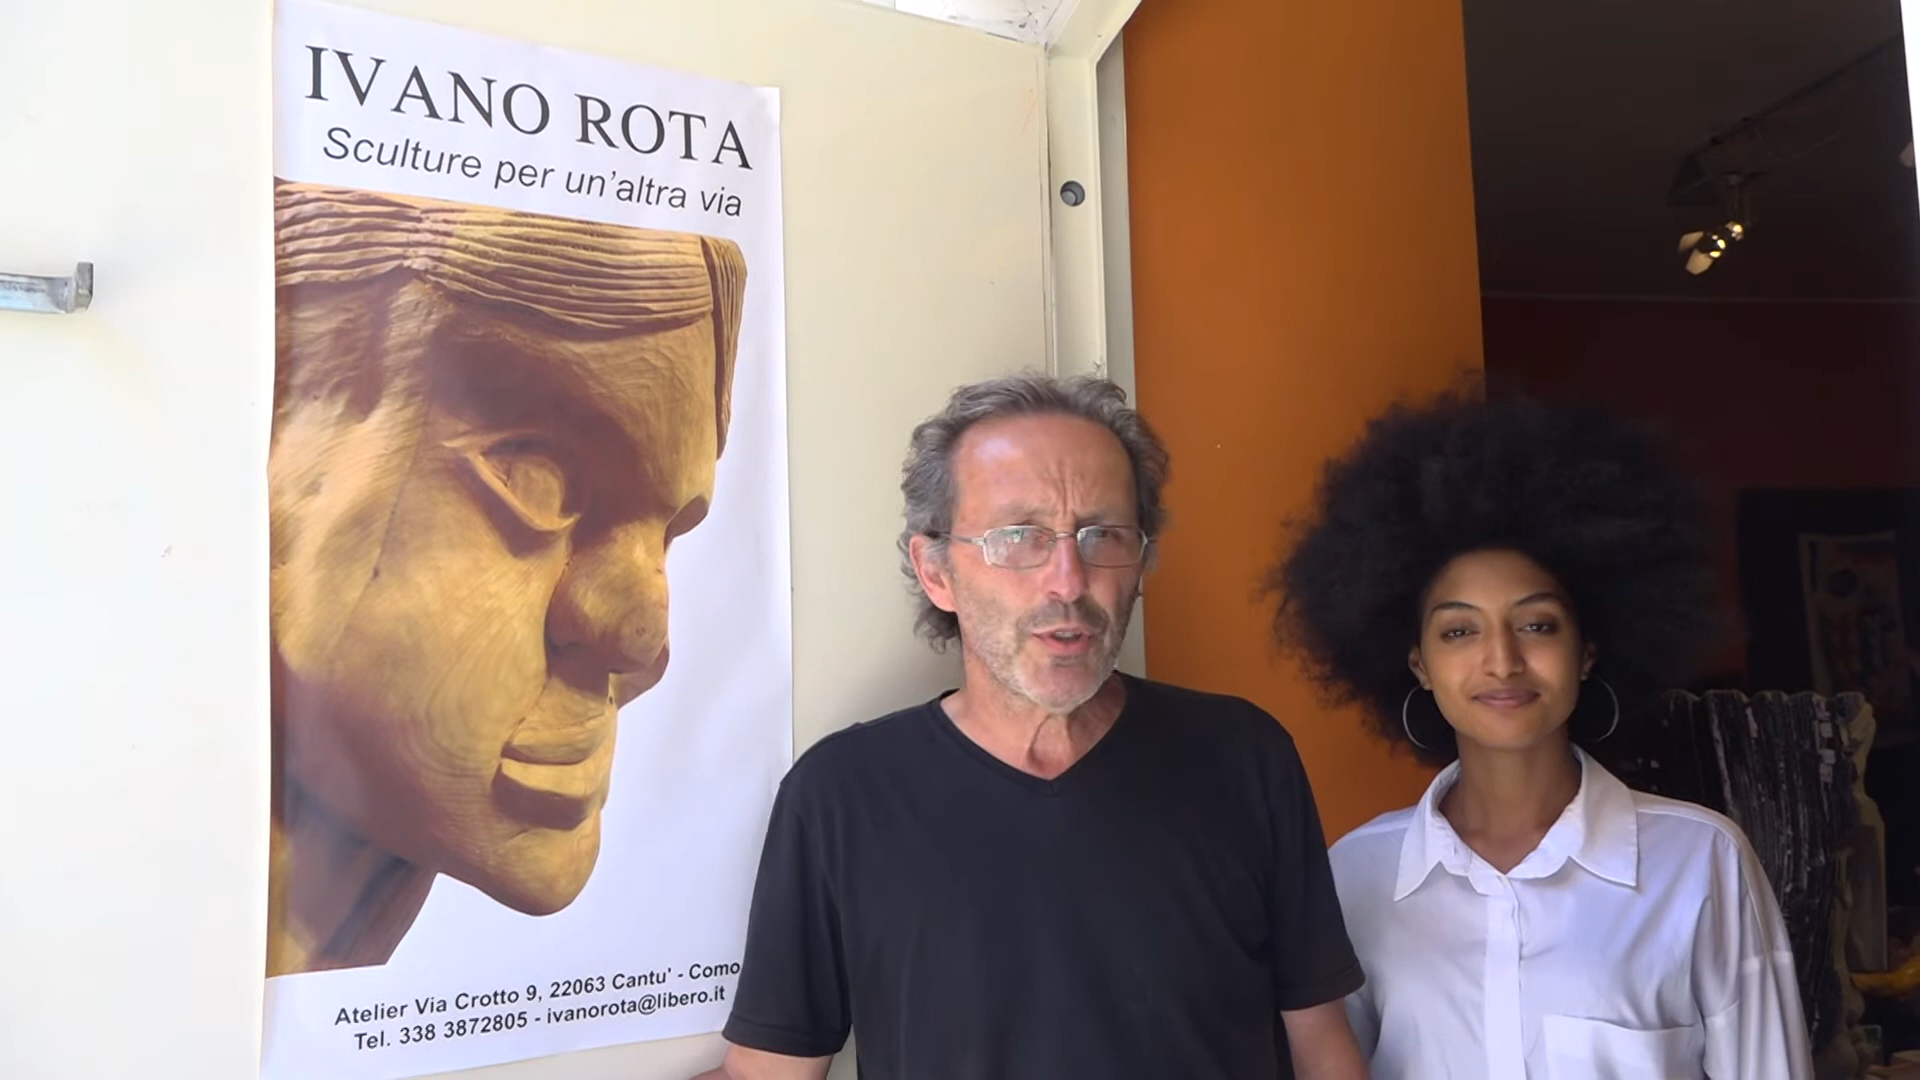 IVANO ROTA
Sculture per un'altra via
Atelier Via Crotto 9, 22063 Cantu' - Como
Tel. 338 3872805 - ivanorota@libero.it